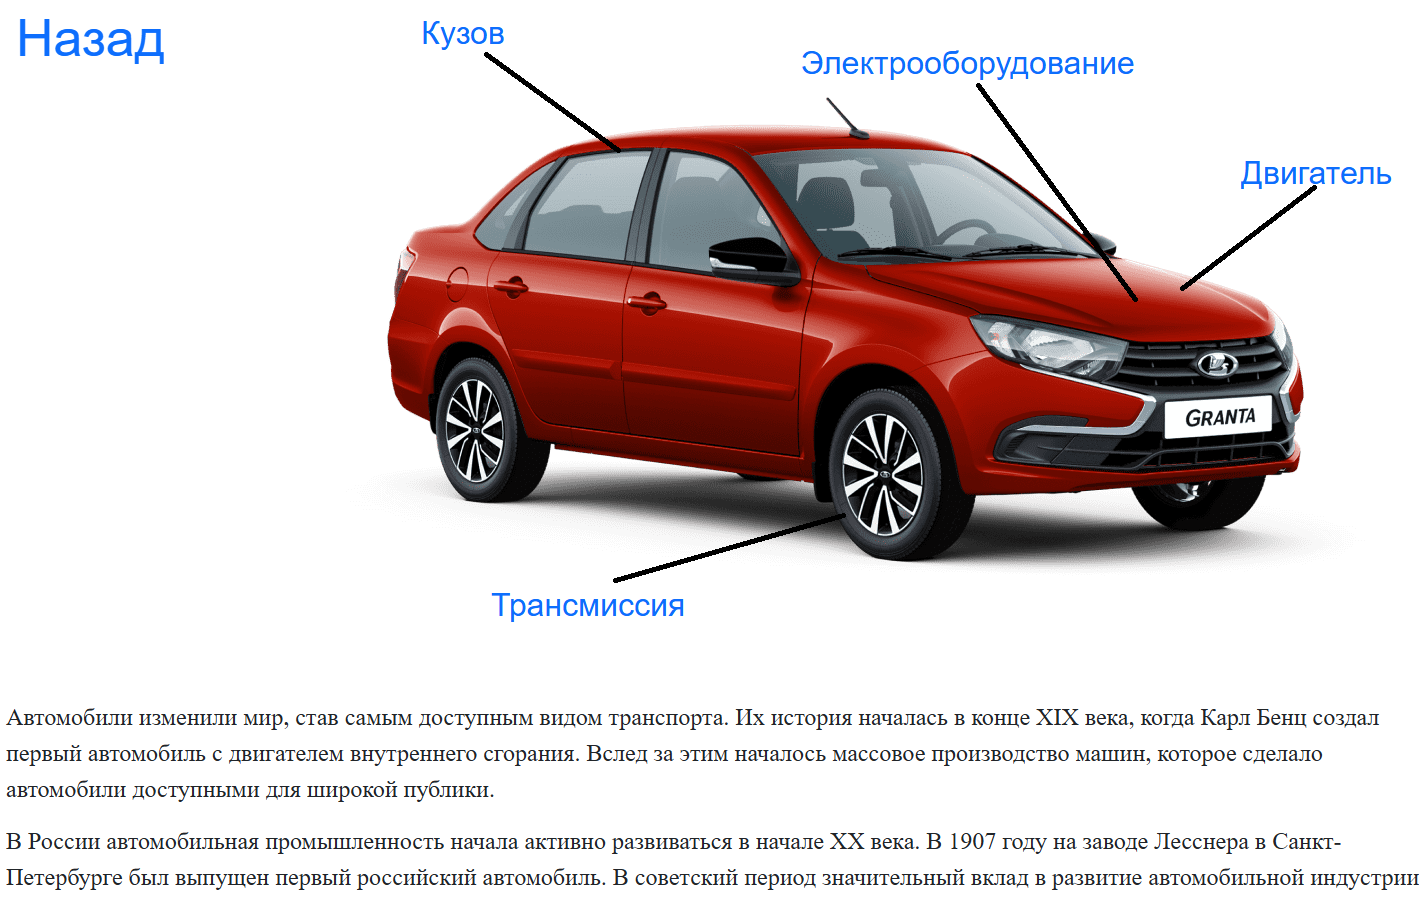 Назад
Кузов
Электрооборудование
Двигатель
GRANTA
Трансмиссия
Автомобили изменили мир, став самым доступным видом транспорта. Их история началась в конце XIX века, когда Карл Бенц создал
первый автомобиль с двигателем внутреннего сгорания. Вслед за этим началось массовое производство машин, которое сделало
автомобили доступными для широкой публики.
В России автомобильная промышленность начала активно развиваться в начале XX века. В 1907 году на заводе Лесснера в Санкт-
Петербурге был выпущен первый российский автомобиль. В советский период значительный вклад в развитие автомобильной индустрии